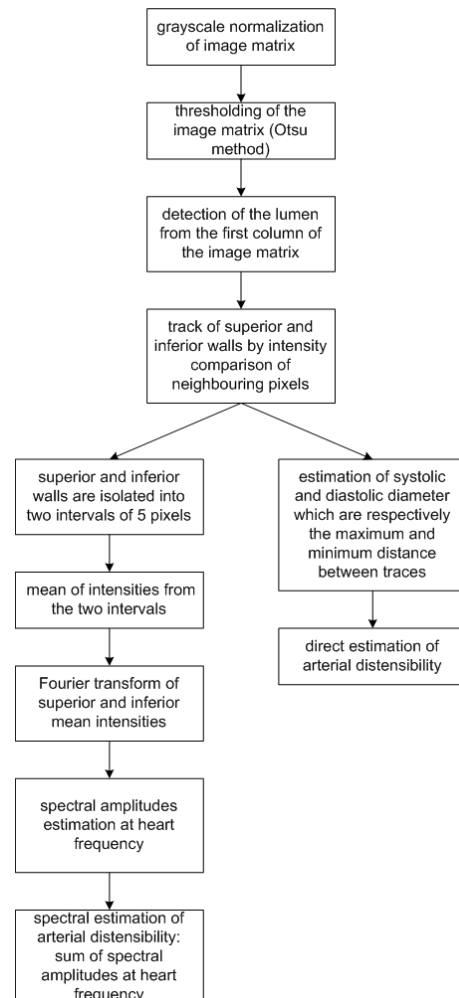 grayscale normalization
of image matrix
thresholding of the
image matrix (Otsu
method)
detection of the lumen
from the first column of
the image matrix
track of superior and
inferior walls by intensity
comparison of
neighbouring pixels
superior and inferior
walls are isolated into
two intervals of 5 pixels
mean of intensities from
the two intervals
Fourier transform of
superior and inferior
mean intensities
spectral amplitudes
estimation at heart
frequency
spectral estimation of
arterial distensibility:
sum of spectral
amplitudes at heart
frequency
estimation of systolic
and diastolic diameter
which are respectively
the maximum and
minimum distance
between traces
direct estimation of
arterial distensibility